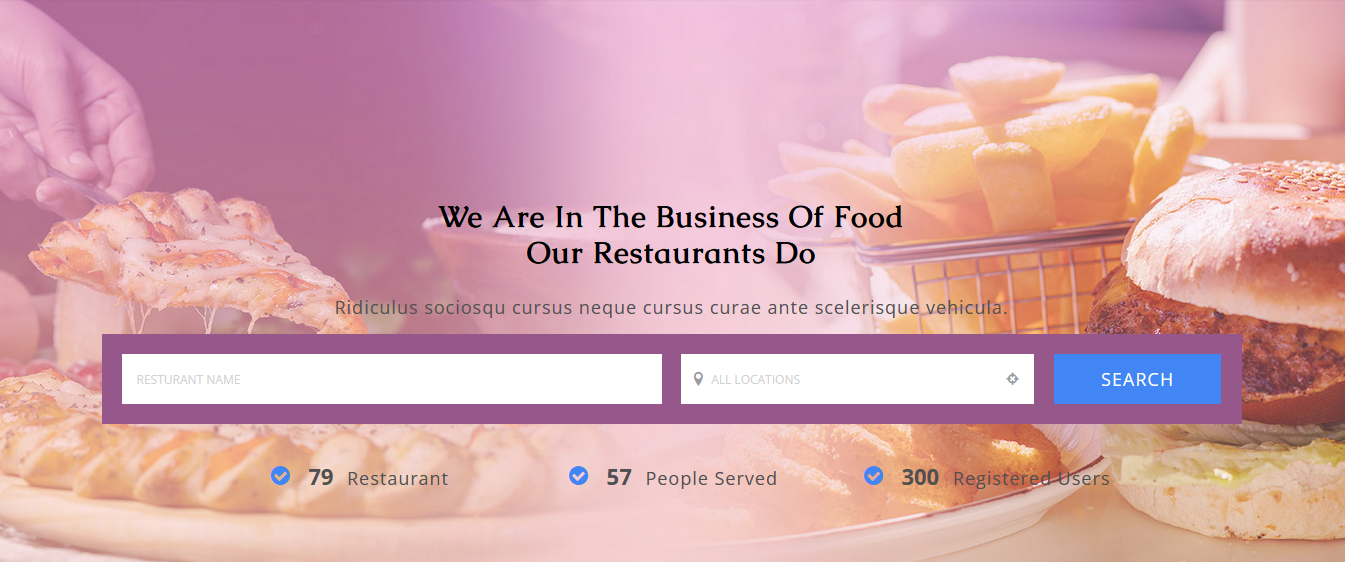 We Are In The Business Of Food
Our Restaurants Do
Ridiculus sociosqu cursus neque cursus curae ante scelerisque vehicula.
RESTURANT NAME
ALL LOCATIONS
SEARCH
79 Restaurant
57 People Served
300 Registered Users